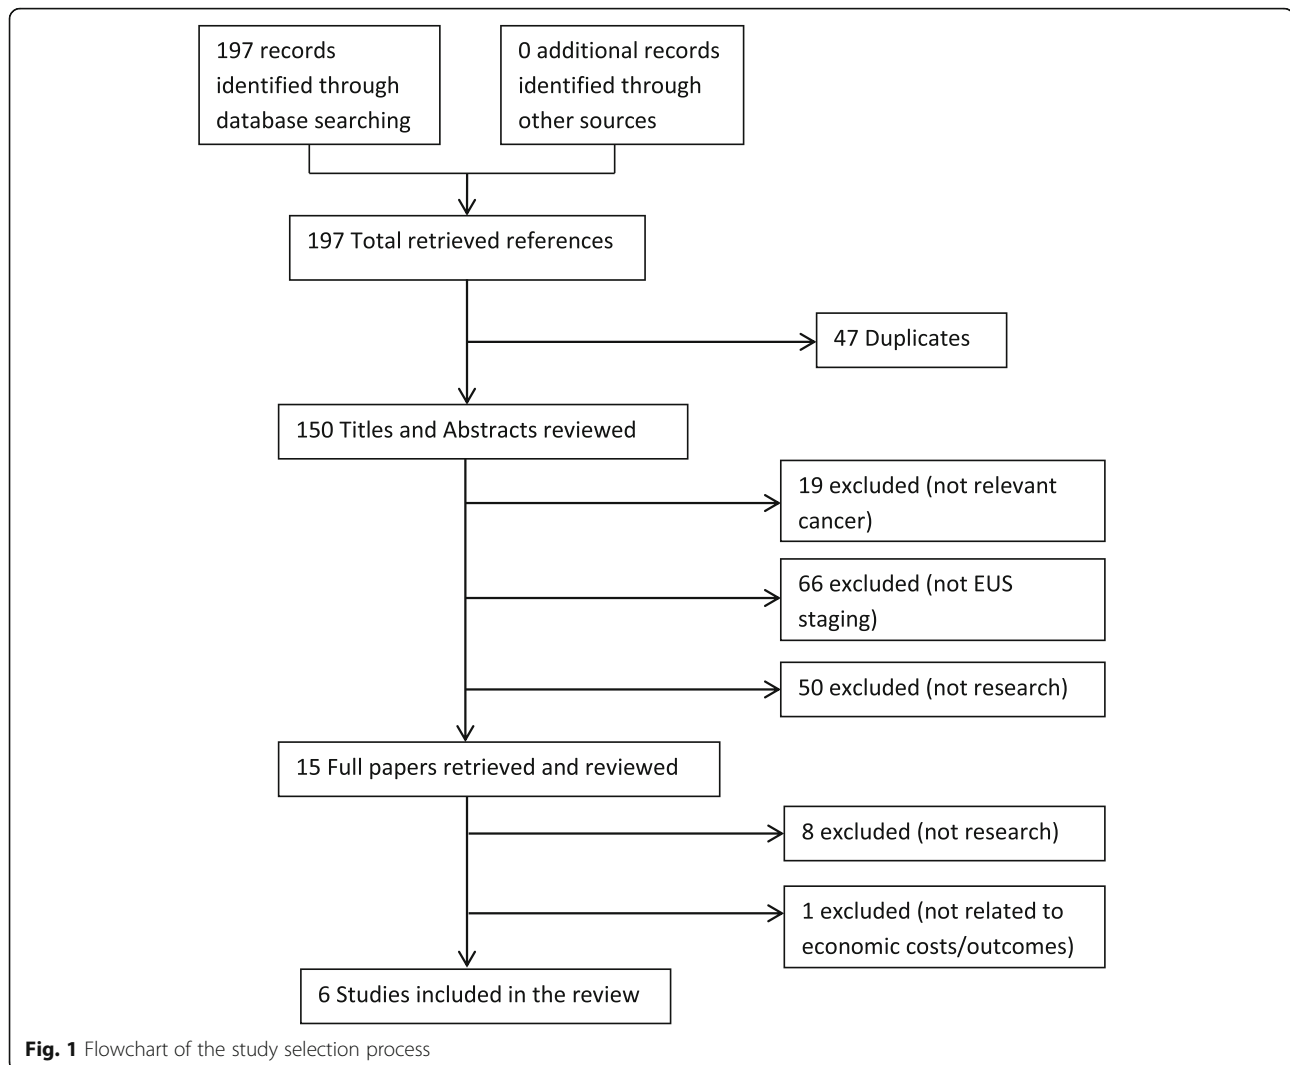 197 records
identified through
database searching
0 additional records
identified through
other sources
197 Total retrieved references
47 Duplicates
150 Titles and Abstracts reviewed
19 excluded (not relevant
cancer)
66 excluded (not EUS
staging)
50 excluded (not research)
15 Full papers retrieved and reviewed
8 excluded (not research)
1 excluded (not related to
economic costs/outcomes)
6 Studies included in the review
Fig. 1 Flowchart of the study selection process